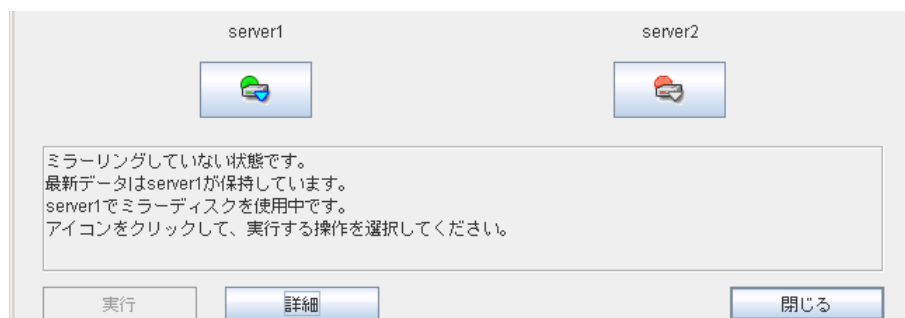 server1
server2
ミラーリングしていない状態です。
最新データはserver1が保持しています。
server1でミラーディスクを使用中です。
アイコンをクリックして、実行する操作を選択してください。
実行
詳細
閉じる